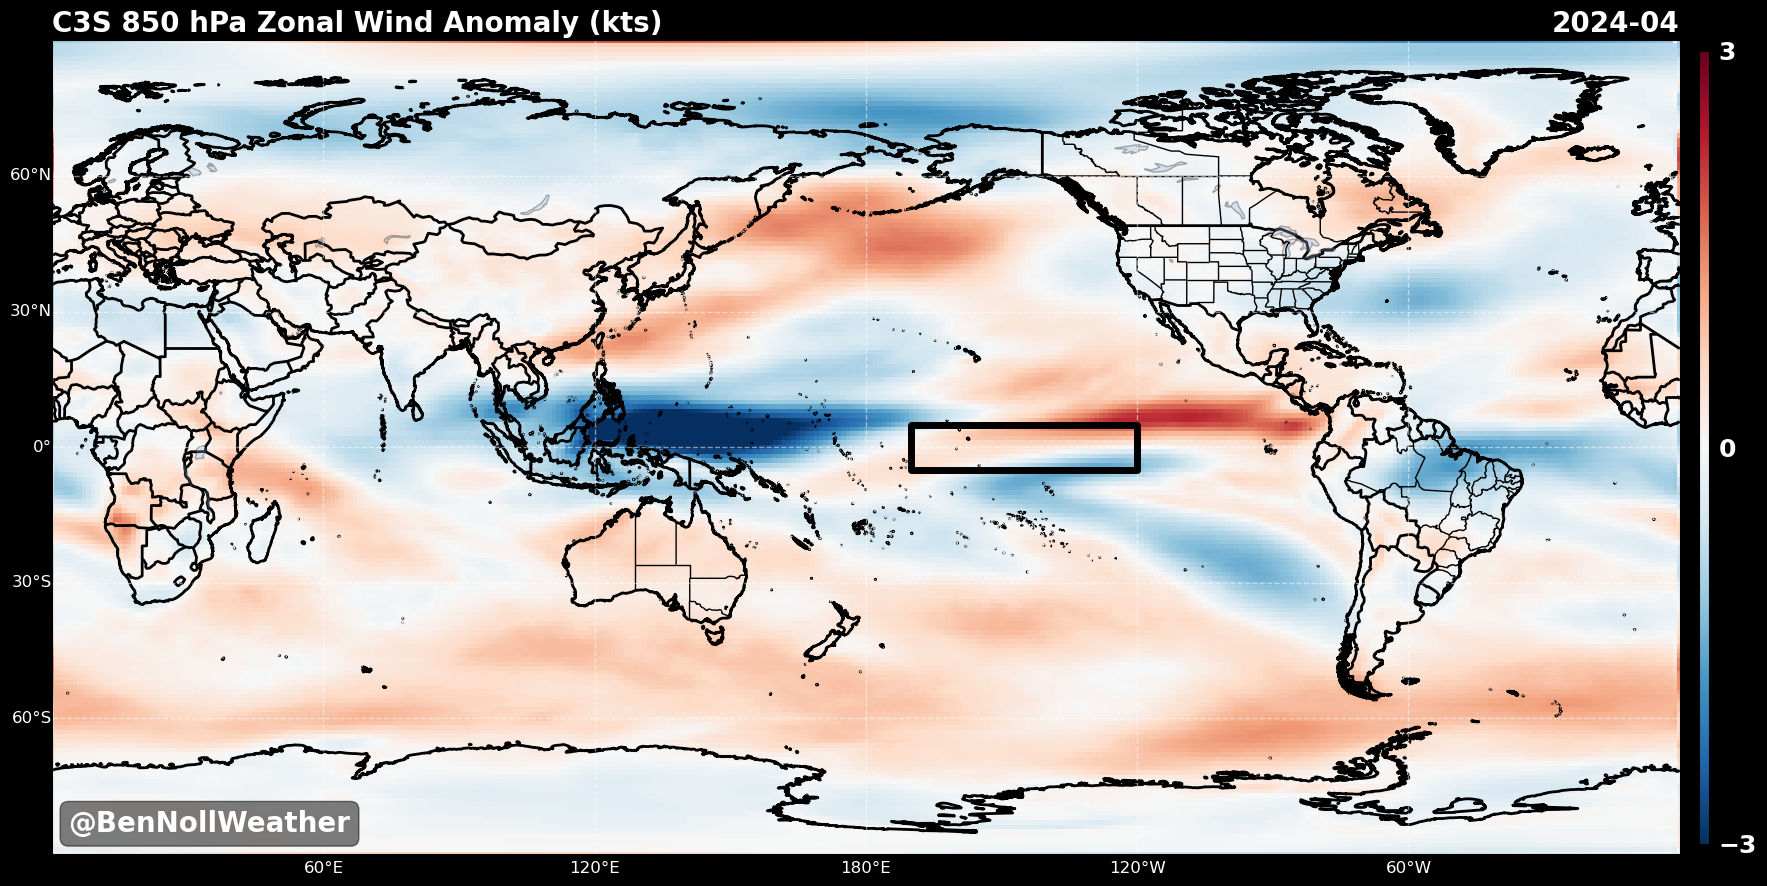 C3S 850 hPa Zonal Wind Anomaly (kts)
2024-04
3
60°N
30°N
0°
0
30°S
60°S
@BenNollWeather
−3
60°E
120°E
180°E
120°W
60°W